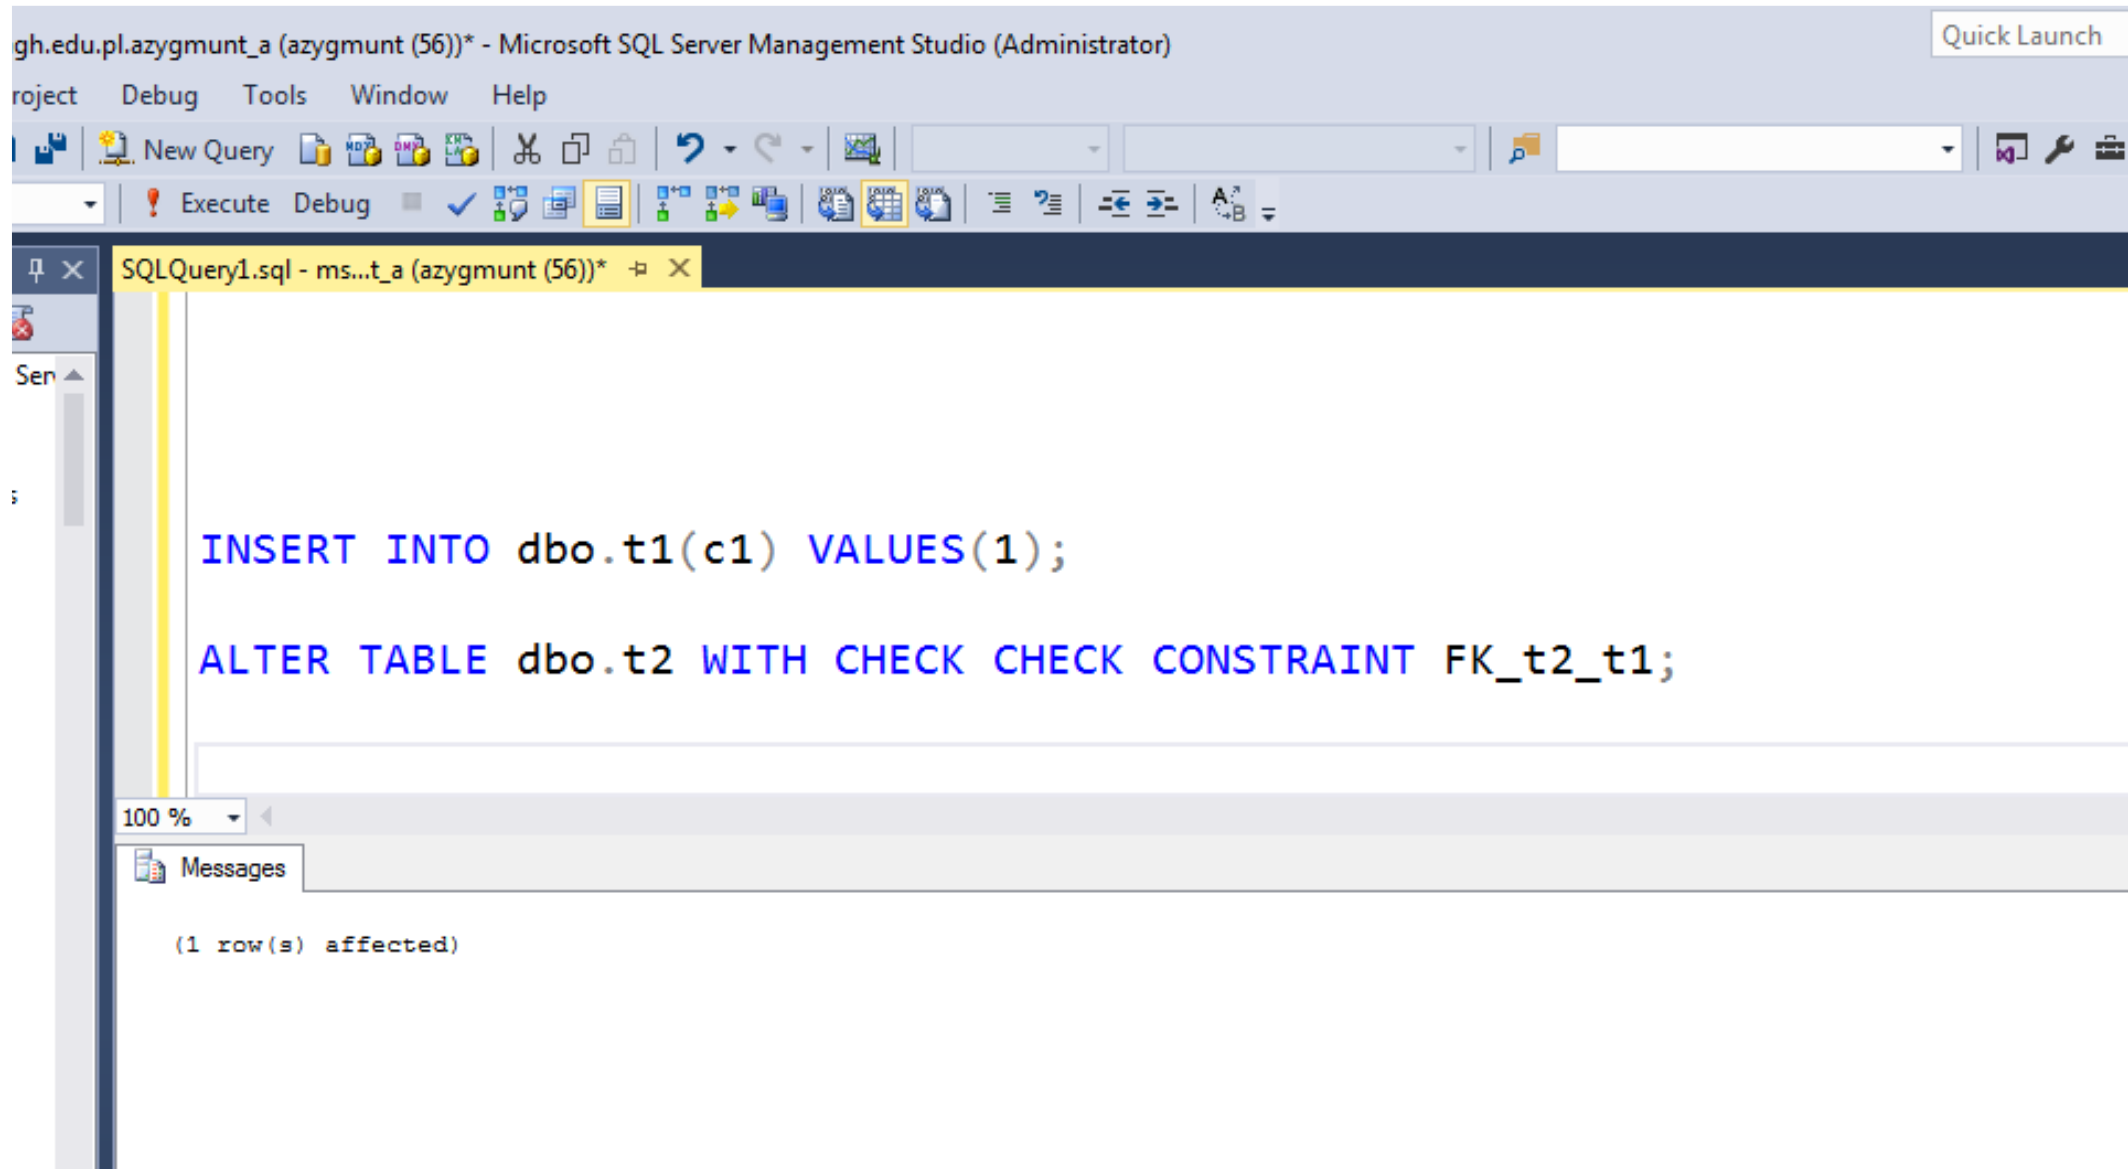 gh.edu.pl.azygmunt_a (azygmunt (56))* - Microsoft SQL Server Management Studio (Administrator)
Quick Launch
roject Debug Tools Window Help
New Query
Execute Debug
SQLQuery1.sql - ms...t_a (azygmunt (56))*
Ser
s
INSERT INTO dbo.t1(c1) VALUES(1);
ALTER TABLE dbo.t2 WITH CHECK CHECK CONSTRAINT FK_t2_t1;
100 %
Messages
(1 row(s) affected)